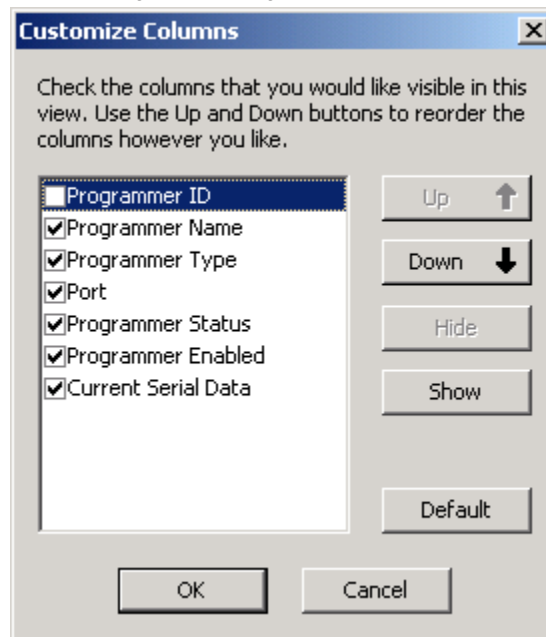 Customize Columns
Check the columns that you would like visible in this
view. Use the Up and Down buttons to reorder the
columns however you like.
Programmer ID
Programmer Name
Programmer Type
Port
Programmer Status
Programmer Enabled
Current Serial Data
Up
Down
Hide
Show
Default
OK
Cancel